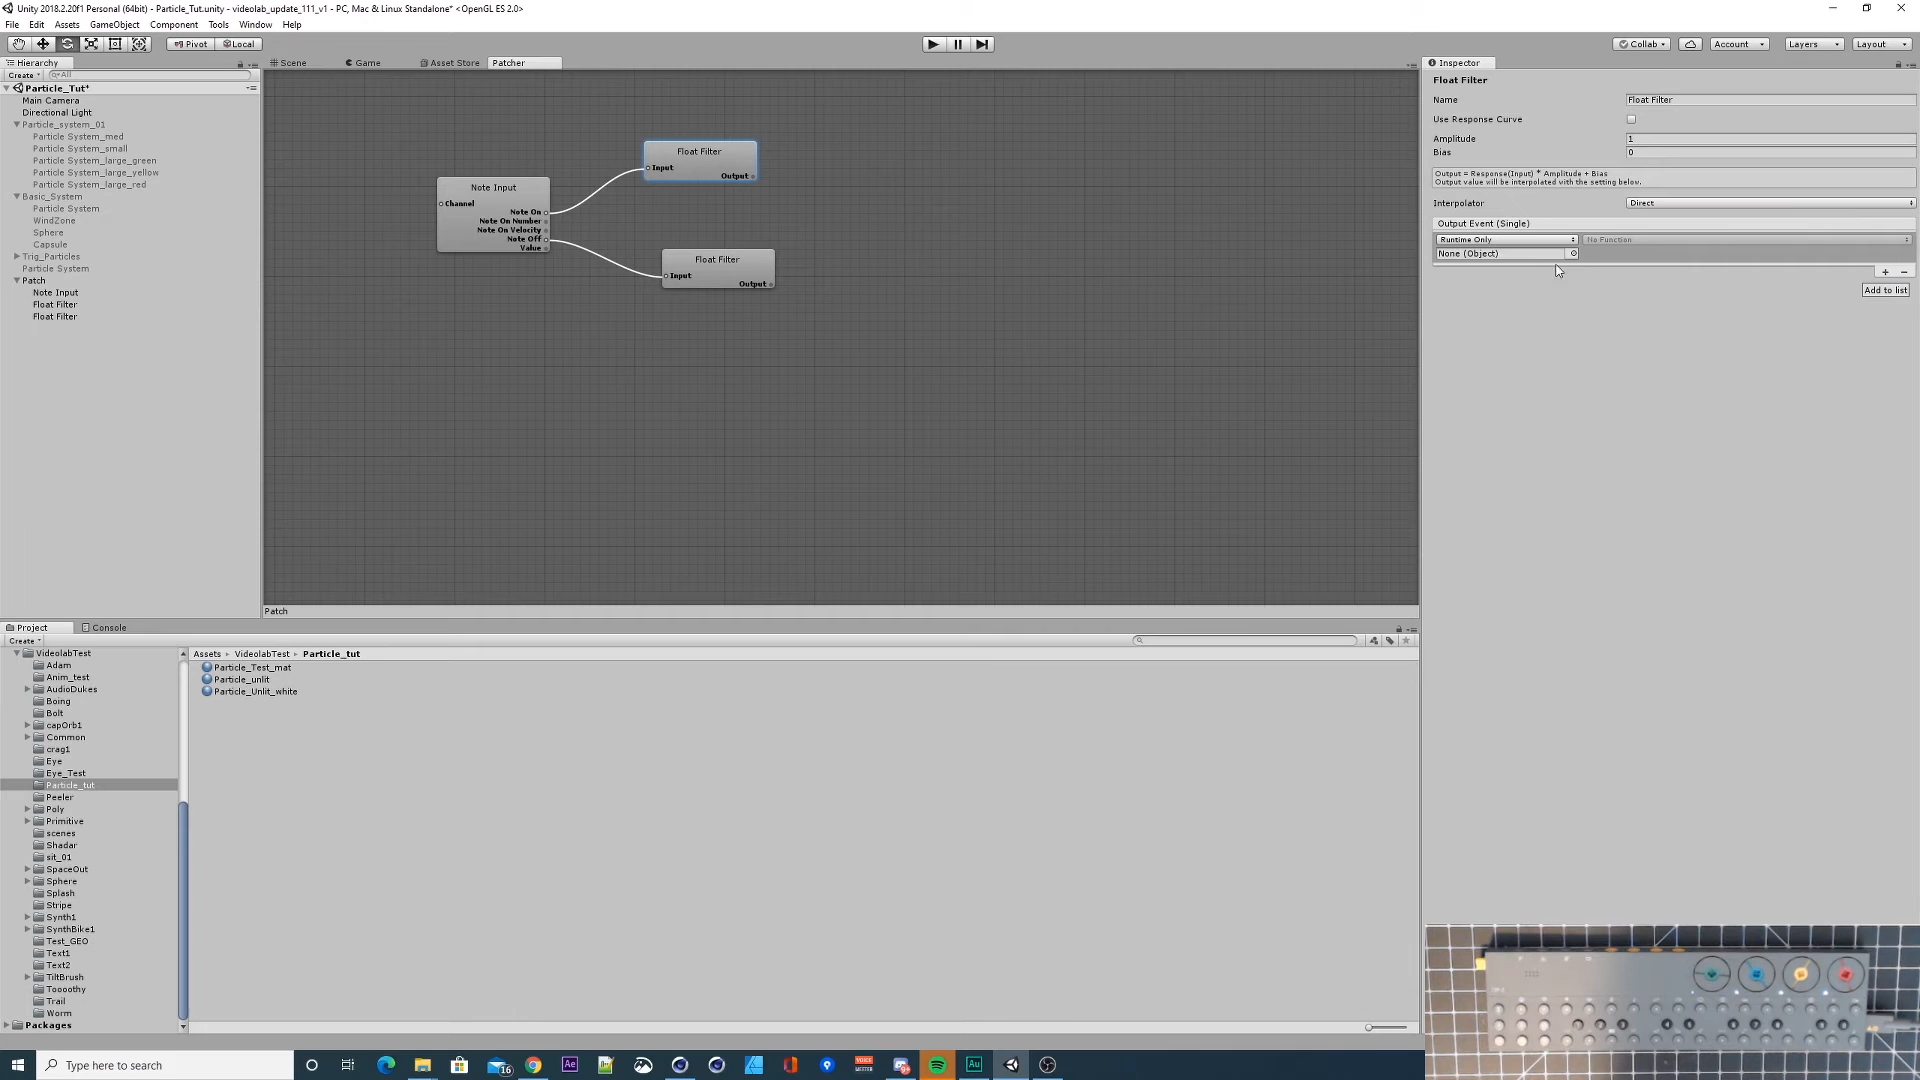 Unity 2018.2.20f1 Personal (64bit) - Particle_Tut.unity - videolab_update_111_v1 - PC, Mac & Linux Standalone* <OpenGL ES 2.0>
File Edit Assets GameObject Component Tools Window Help
Pivot Local Collab Account Layers Layout
Hierarchy
Create All
Particle_Tut*
Main Camera
Directional Light
Particle_system_01
Particle System_med
Particle System_small
Particle System_large_green
Particle System_large_yellow
Particle System_large_red
Basic_System
Particle System
WindZone
Sphere
Capsule
Trig_Particles
Particle System
Patch
Note Input
Float Filter
Float Filter
Scene Game Asset Store Patcher
Note Input
Channel
Note On
Note On Number
Note On Velocity
Note Off
Value
Float Filter
Input
Output
Float Filter
Input
Output
Patch
Inspector
Float Filter
Name Float Filter
Use Response Curve
Amplitude 1
Bias 0
Output = Response(Input) * Amplitude + Bias
Output value will be interpolated with the setting below.
Interpolator Direct
Output Event (Single)
Runtime Only No Function
None (Object)
+ −
Add to list
Project Console
Create
VideolabTest
Adam
Anim_test
AudioDukes
Boing
Bolt
capOrb1
Common
crag1
Eye
Eye_Test
Particle_tut
Peeler
Poly
Primitive
scenes
Shadar
sit_01
SpaceOut
Sphere
Splash
Stripe
Synth1
SynthBike1
Test_GEO
Text1
Text2
TiltBrush
Toooothy
Trail
Worm
Packages
Assets VideolabTest Particle_tut
Particle_Test_mat
Particle_unlit
Particle_Unlit_white
Type here to search
16
Ae
Au